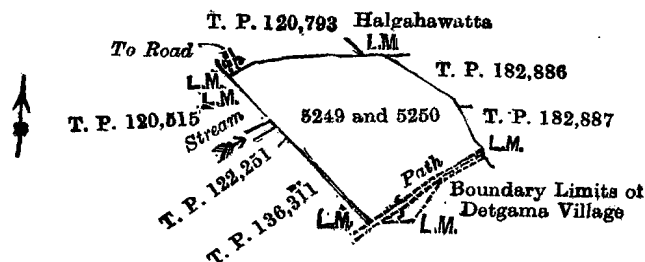 T. P. 120,793
Halgahawatta
To Road
L.M.
T. P. 182,886
L.M.
L.M.
T. P. 120,515
Stream
5249 and 5250
T. P. 182,887
L.M.
T. P. 122,251
Path
T. P. 136,311
Boundary Limits of
Detgama Village
L.M.
L.M.